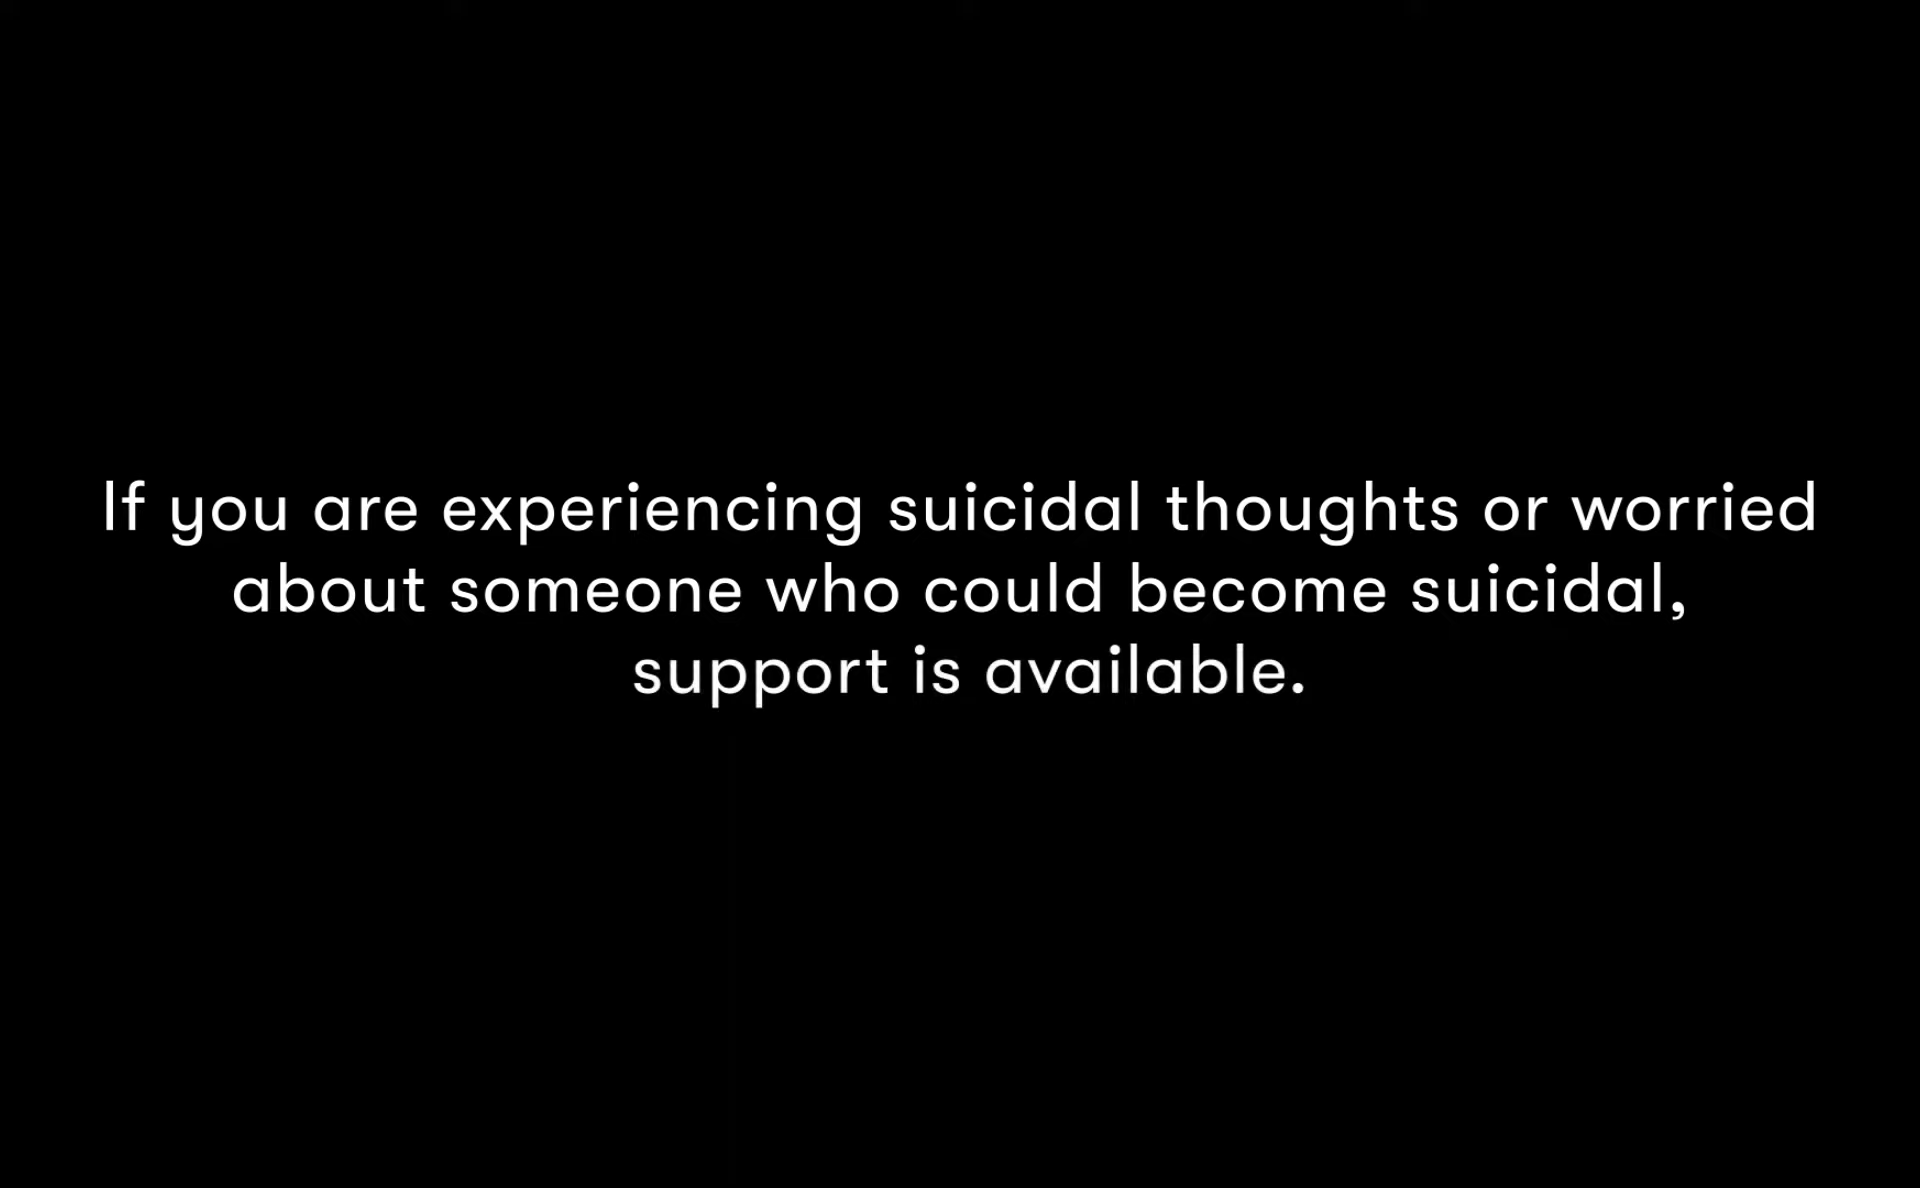 If you are experiencing suicidal thoughts or worried
about someone who could become suicidal,
support is available.